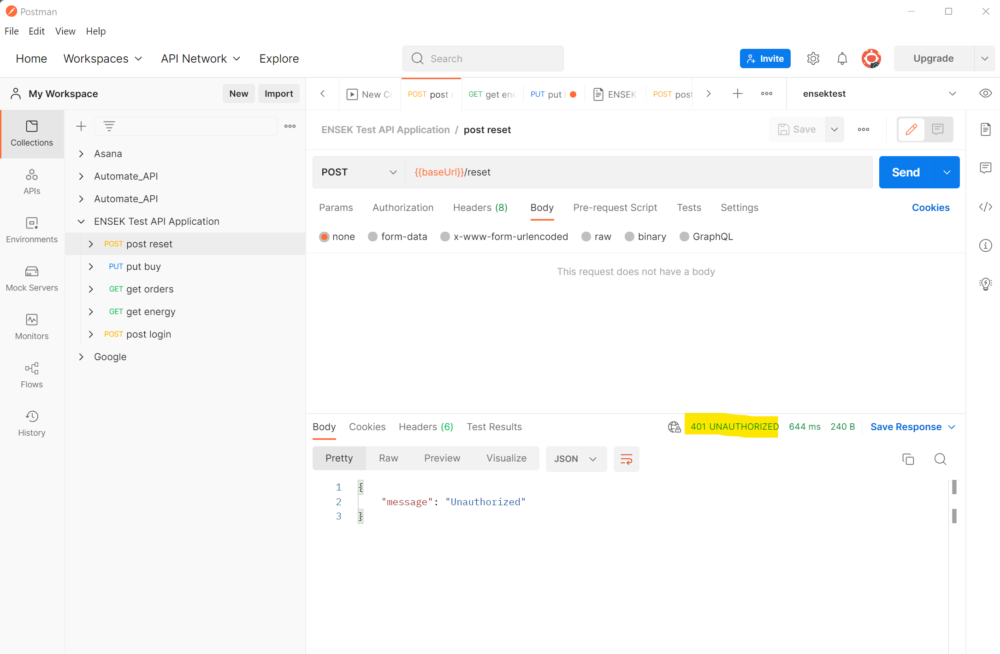 Postman
File Edit View Help
Home Workspaces API Network Explore Search Invite Upgrade
My Workspace New Import
New Co POST post r GET get ene PUT put ENSEK POST post ensektest
Collections
APIs
Environments
Mock Servers
Monitors
Flows
History
Asana
Automate_API
Automate_API
ENSEK Test API Application
POST post reset
PUT put buy
GET get orders
GET get energy
POST post login
Google
ENSEK Test API Application / post reset Save
POST {{baseUrl}}/reset Send
Params Authorization Headers (8) Body Pre-request Script Tests Settings Cookies
none form-data x-www-form-urlencoded raw binary GraphQL
This request does not have a body
Body Cookies Headers (6) Test Results 401 UNAUTHORIZED 644 ms 240 B Save Response
Pretty Raw Preview Visualize JSON
1 {
2 "message": "Unauthorized"
3 }